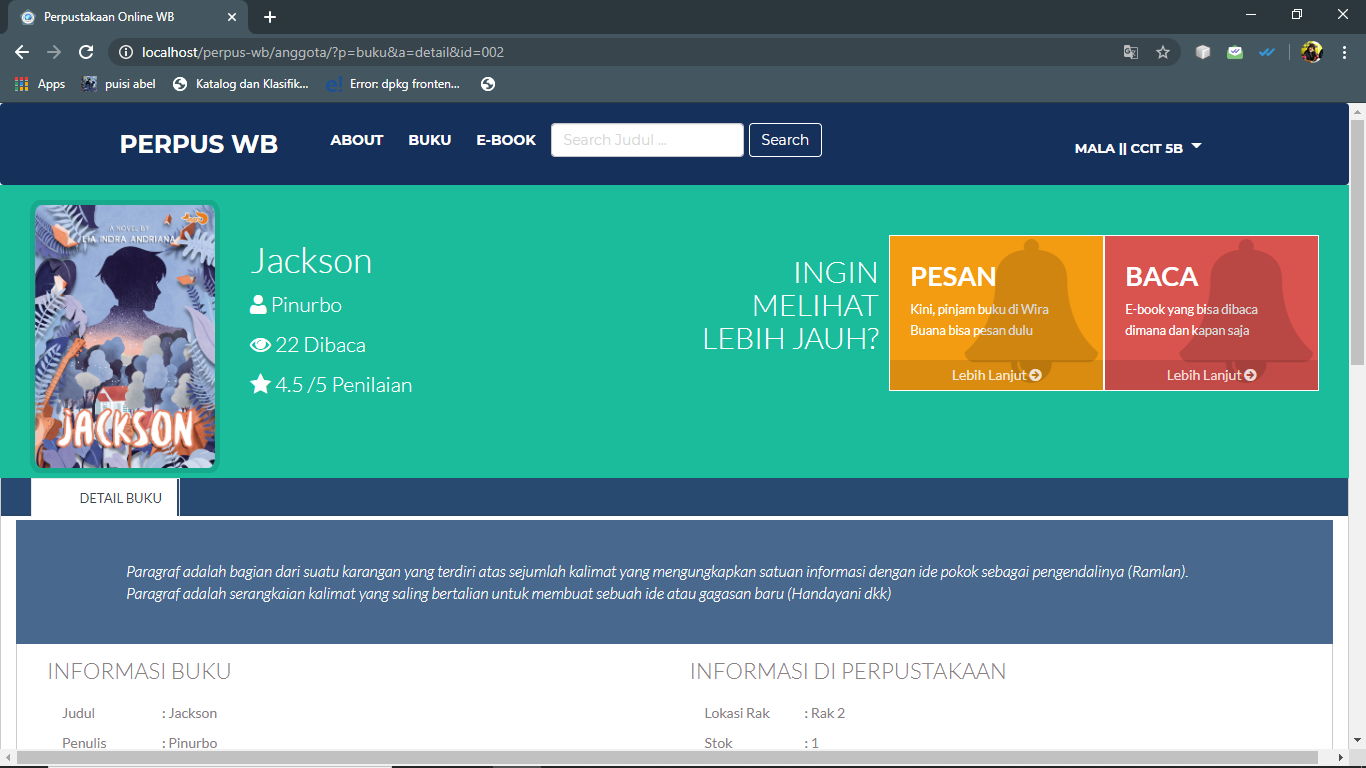 Perpustakaan Online WB
localhost/perpus-wb/anggota/?p=buku&a=detail&id=002
Apps
puisi abel
Katalog dan Klasifik...
Error: dpkg fronten...
PERPUS WB
ABOUT
BUKU
E-BOOK
Search Judul ...
Search
MALA || CCIT 5B
A NOVEL BY
LIA INDRA ANDRIANA
JACKSON
Jackson
Pinurbo
22 Dibaca
4.5 /5 Penilaian
INGIN
MELIHAT
LEBIH JAUH?
PESAN
Kini, pinjam buku di Wira
Buana bisa pesan dulu
Lebih Lanjut
BACA
E-book yang bisa dibaca
dimana dan kapan saja
Lebih Lanjut
DETAIL BUKU
Paragraf adalah bagian dari suatu karangan yang terdiri atas sejumlah kalimat yang mengungkapkan satuan informasi dengan ide pokok sebagai pengendalinya (Ramlan).
Paragraf adalah serangkaian kalimat yang saling bertalian untuk membuat sebuah ide atau gagasan baru (Handayani dkk)
INFORMASI BUKU
Judul : Jackson
Penulis : Pinurbo
INFORMASI DI PERPUSTAKAAN
Lokasi Rak : Rak 2
Stok : 1